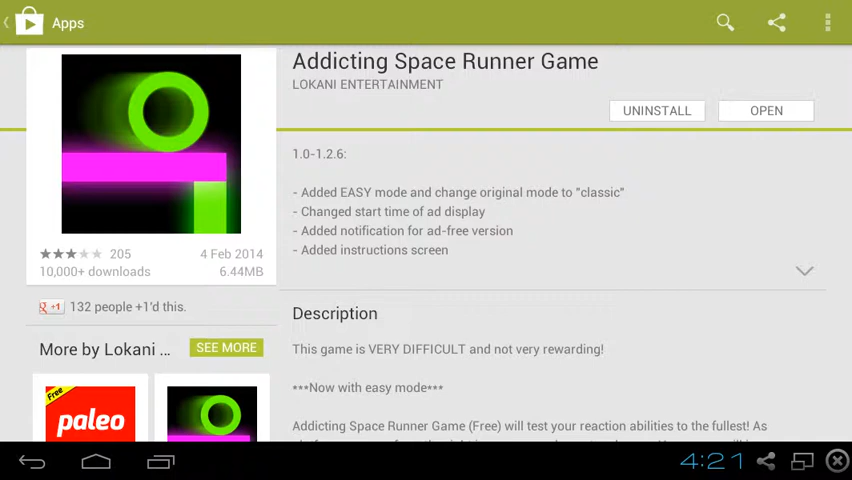 Apps
Addicting Space Runner Game
LOKANI ENTERTAINMENT
UNINSTALL
OPEN
1.0-1.2.6:
- Added EASY mode and change original mode to "classic"
- Changed start time of ad display
- Added notification for ad-free version
- Added instructions screen
205
4 Feb 2014
10,000+ downloads
6.44MB
g +1
132 people +1'd this.
More by Lokani ...
SEE MORE
Free
paleo
Description
This game is VERY DIFFICULT and not very rewarding!
***Now with easy mode***
Addicting Space Runner Game (Free) will test your reaction abilities to the fullest! As
4:21